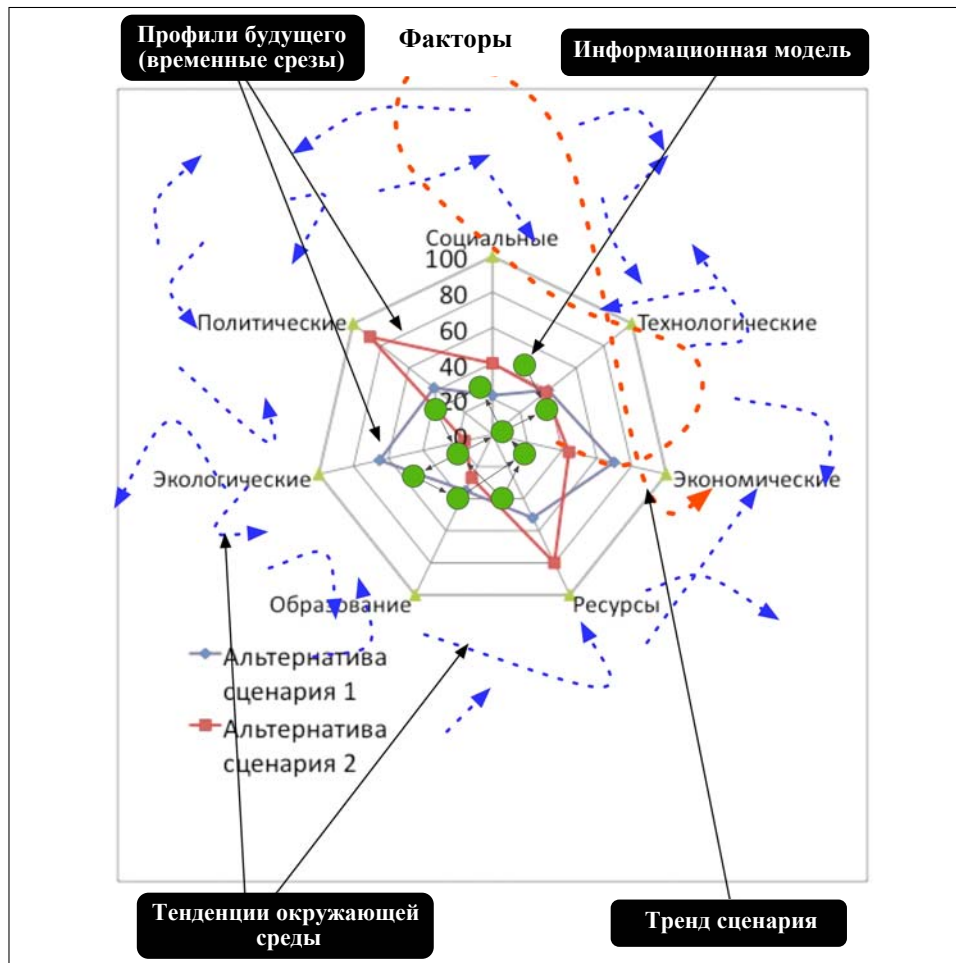 Профили будущего
(временные срезы)
Факторы
Информационная модель
Социальные
100
80
60
40
20
0
Политические
Технологические
Экологические
Экономические
Образование
Ресурсы
Альтернатива
сценария 1
Альтернатива
сценария 2
Тенденции окружающей
среды
Тренд сценария